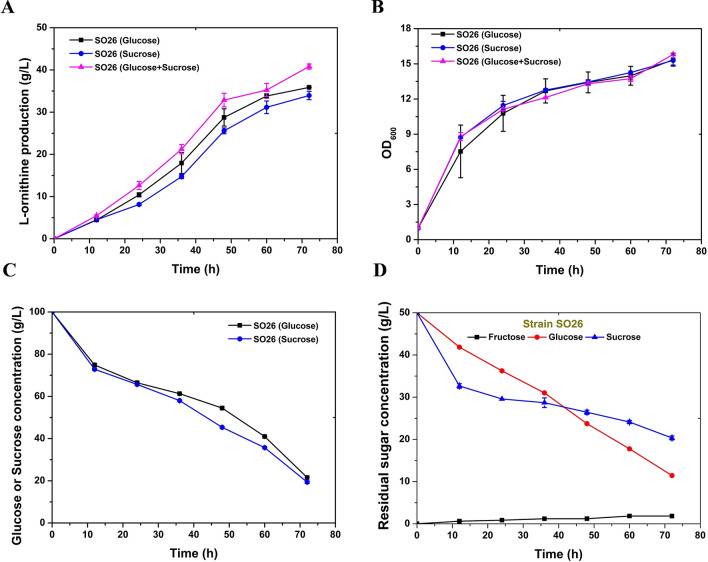 A
SO26 (Glucose)
SO26 (Sucrose)
SO26 (Glucose+Sucrose)
L-ornithine production (g/L)
50
40
30
20
10
0
0 10 20 30 40 50 60 70 80
Time (h)
B
SO26 (Glucose)
SO26 (Sucrose)
SO26 (Glucose+Sucrose)
OD600
18
15
12
9
6
3
0
0 10 20 30 40 50 60 70 80
Time (h)
C
SO26 (Glucose)
SO26 (Sucrose)
Glucose or Sucrose concentration (g/L)
100
80
60
40
20
0
0 10 20 30 40 50 60 70 80
Time (h)
D
Strain SO26
Fructose Glucose Sucrose
Residual sugar concentration (g/L)
50
40
30
20
10
0
0 10 20 30 40 50 60 70 80
Time (h)